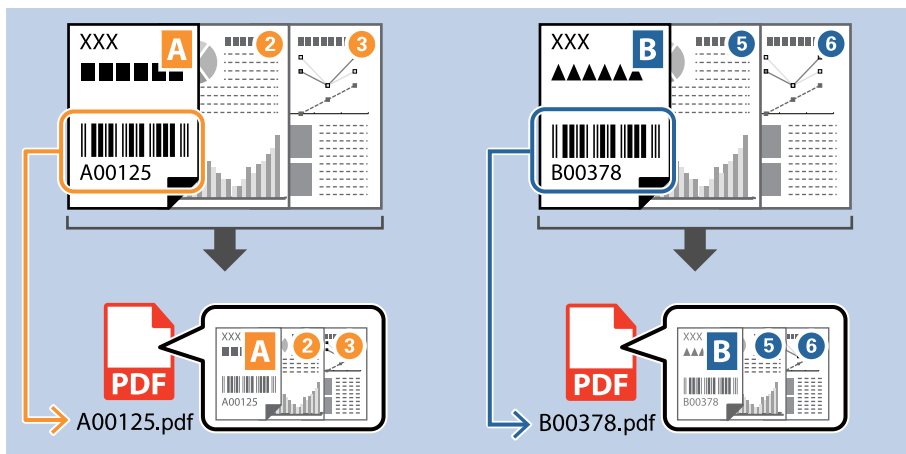 XXX A 2 3
A00125
XXX B 5 6
B00378
PDF
XXX A 2 3
A00125
A00125.pdf
PDF
XXX B 5 6
B00378
B00378.pdf